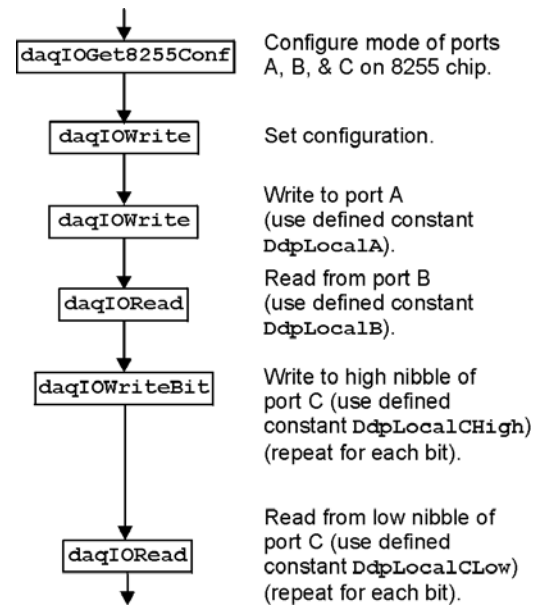 daqIOGet8255Conf
Configure mode of ports
A, B, & C on 8255 chip.
daqIOWrite
Set configuration.
daqIOWrite
Write to port A
(use defined constant
DdpLocalA).
daqIORead
Read from port B
(use defined constant
DdpLocalB).
daqIOWriteBit
Write to high nibble of
port C (use defined
constant DdpLocalCHigh)
(repeat for each bit).
daqIORead
Read from low nibble of
port C (use defined
constant DdpLocalCLow)
(repeat for each bit).